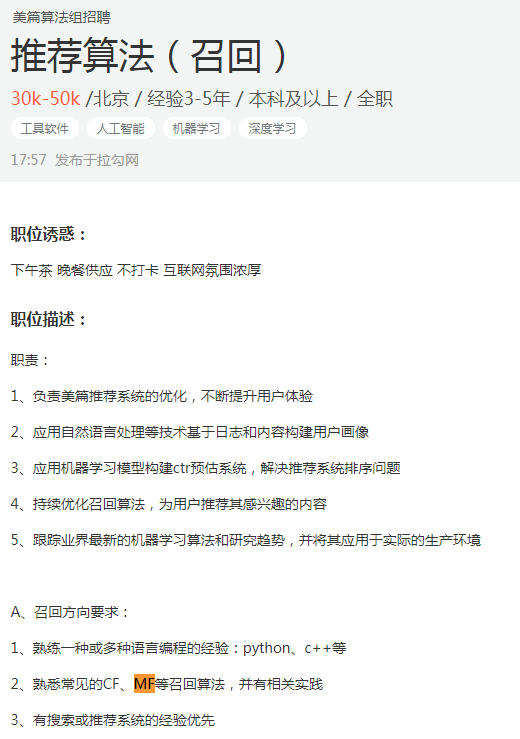 美篇算法组招聘
推荐算法（召回）
30k-50k /北京 / 经验3-5年 / 本科及以上 / 全职
工具软件 人工智能 机器学习 深度学习
17:57 发布于拉勾网
职位诱惑：
下午茶 晚餐供应 不打卡 互联网氛围浓厚
职位描述：
职责：
1、负责美篇推荐系统的优化，不断提升用户体验
2、应用自然语言处理等技术基于日志和内容构建用户画像
3、应用机器学习模型构建ctr预估系统，解决推荐系统排序问题
4、持续优化召回算法，为用户推荐其感兴趣的内容
5、跟踪业界最新的机器学习算法和研究趋势，并将其应用于实际的生产环境
A、召回方向要求：
1、熟练一种或多种语言编程的经验：python、c++等
2、熟悉常见的CF、MF等召回算法，并有相关实践
3、有搜索或推荐系统的经验优先